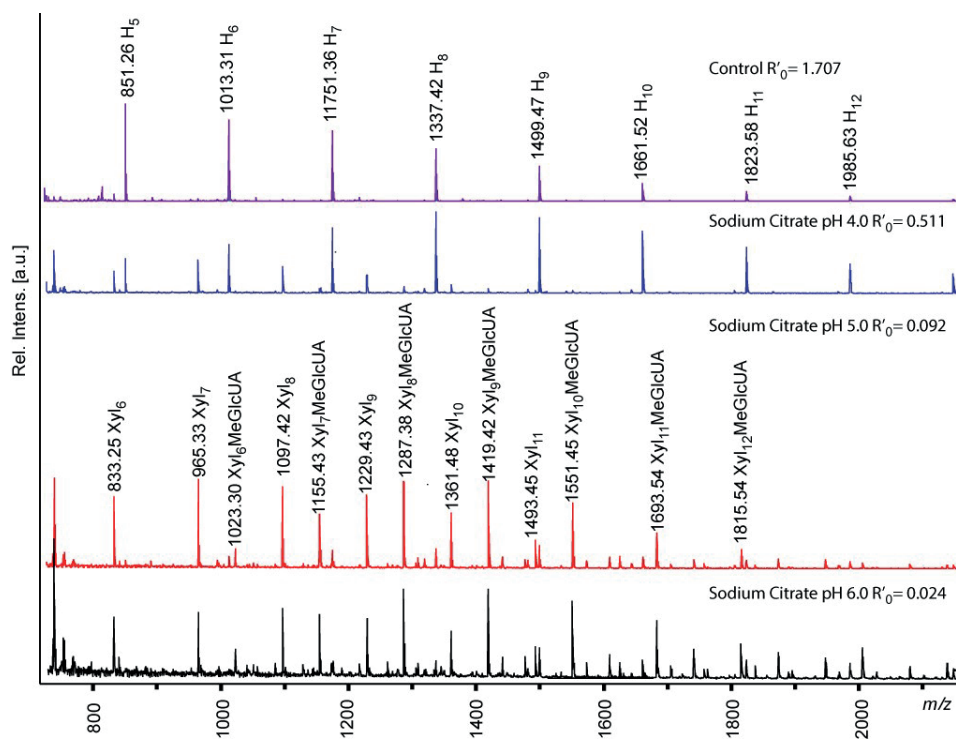 Rel. Intens. [a.u.]
851.26 H5
1013.31 H6
11751.36 H7
1337.42 H8
1499.47 H9
1661.52 H10
1823.58 H11
1985.63 H12
Control R'0= 1.707
Sodium Citrate pH 4.0 R'0= 0.511
Sodium Citrate pH 5.0 R'0= 0.092
833.25 Xyl6
965.33 Xyl7
1023.30 Xyl6MeGlcUA
1097.42 Xyl8
1155.43 Xyl7MeGlcUA
1229.43 Xyl9
1287.38 Xyl8MeGlcUA
1361.48 Xyl10
1419.42 Xyl9MeGlcUA
1493.45 Xyl11
1551.45 Xyl10MeGlcUA
1693.54 Xyl11MeGlcUA
1815.54 Xyl12MeGlcUA
Sodium Citrate pH 6.0 R'0= 0.024
800
1000
1200
1400
1600
1800
2000
m/z